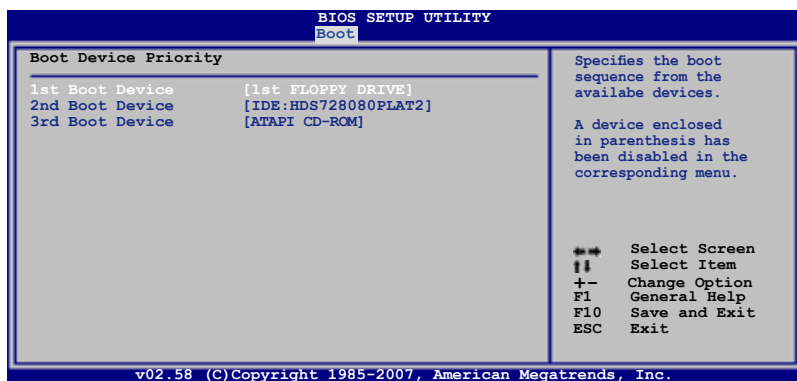 BIOS SETUP UTILITY
Boot
Boot Device Priority
1st Boot Device [1st FLOPPY DRIVE]
2nd Boot Device [IDE:HDS728080PLAT2]
3rd Boot Device [ATAPI CD-ROM]
Specifies the boot
sequence from the
availabe devices.
A device enclosed
in parenthesis has
been disabled in the
corresponding menu.
←→ Select Screen
↑↓ Select Item
+- Change Option
F1 General Help
F10 Save and Exit
ESC Exit
v02.58 (C)Copyright 1985-2007, American Megatrends, Inc.